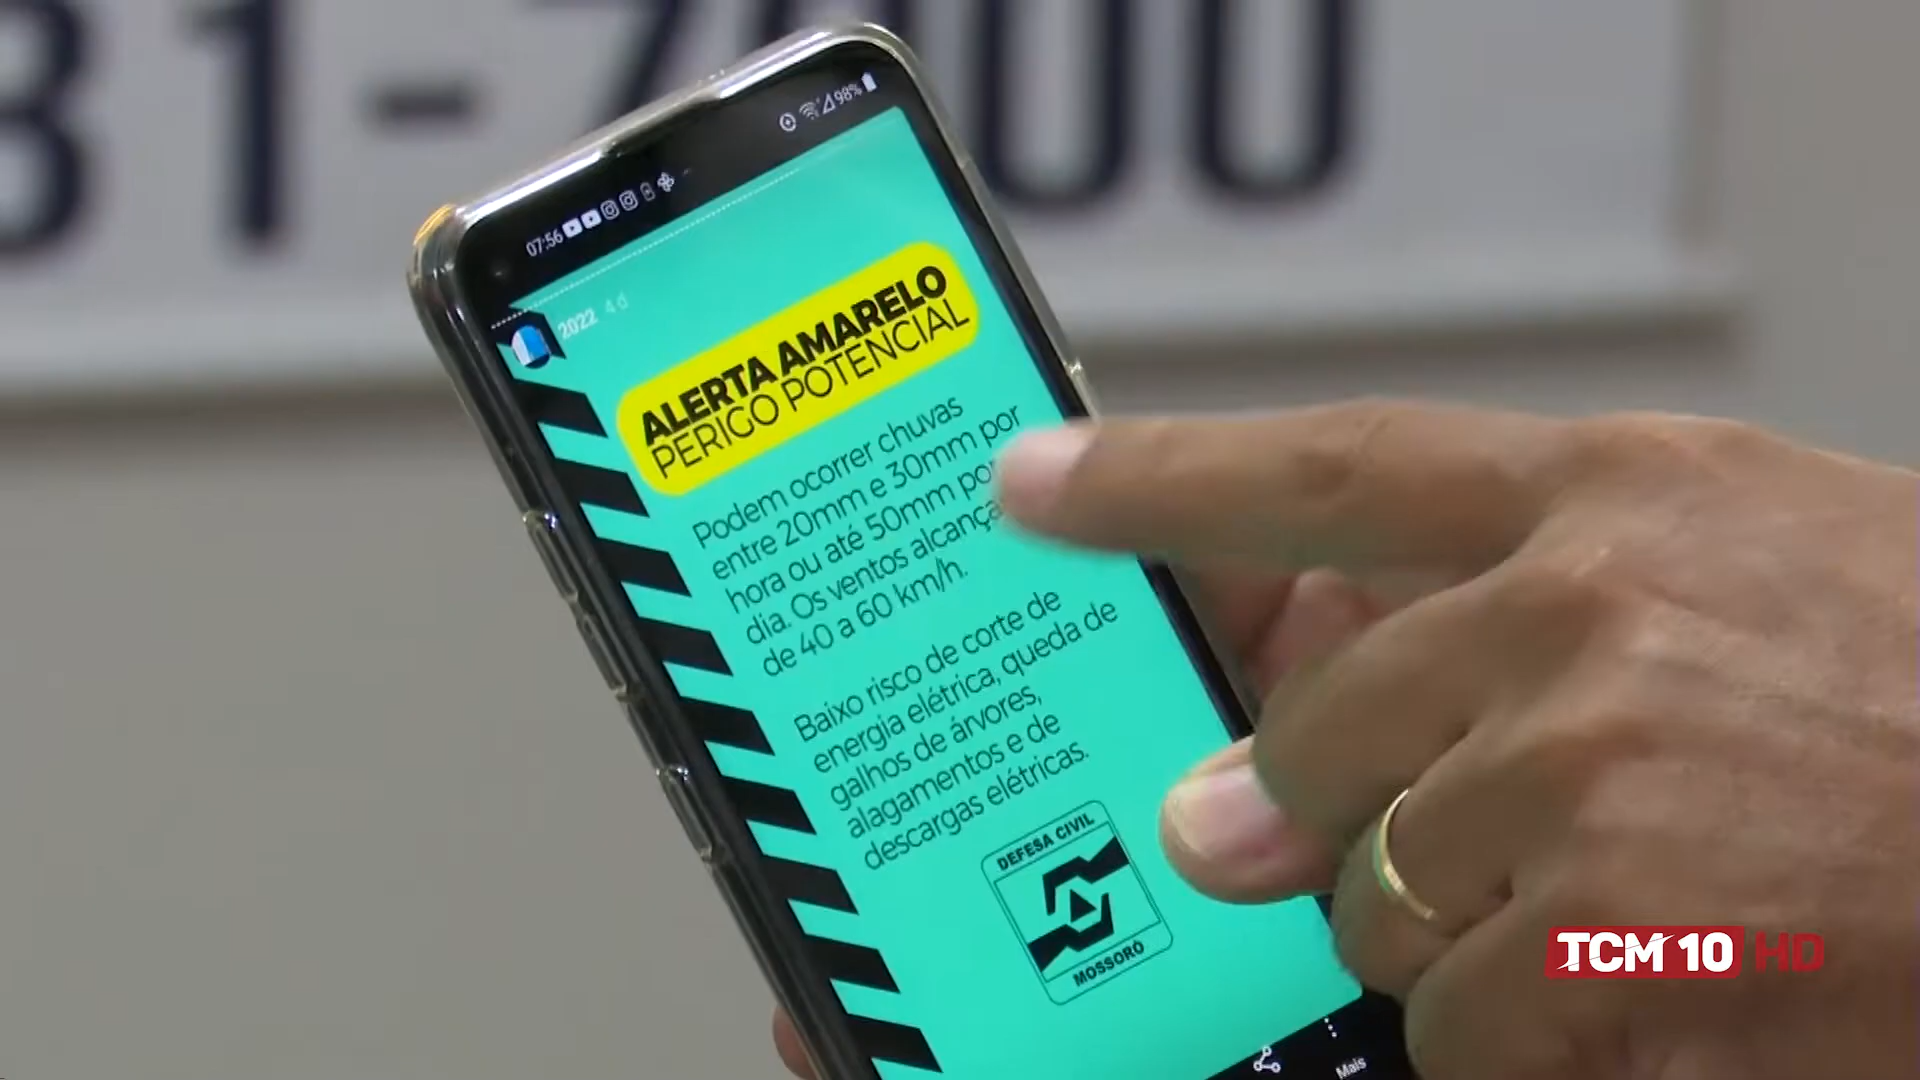 31-7000
07:56
98%
2022 4 d
ALERTA AMARELO
PERIGO POTENCIAL
Podem ocorrer chuvas
entre 20mm e 30mm por
hora ou até 50mm por
dia. Os ventos alcança
de 40 a 60 km/h.
Baixo risco de corte de
energia elétrica, queda de
galhos de árvores,
alagamentos e de
descargas elétricas.
DEFESA CIVIL
MOSSORÓ
Mais
TCM 10 HD